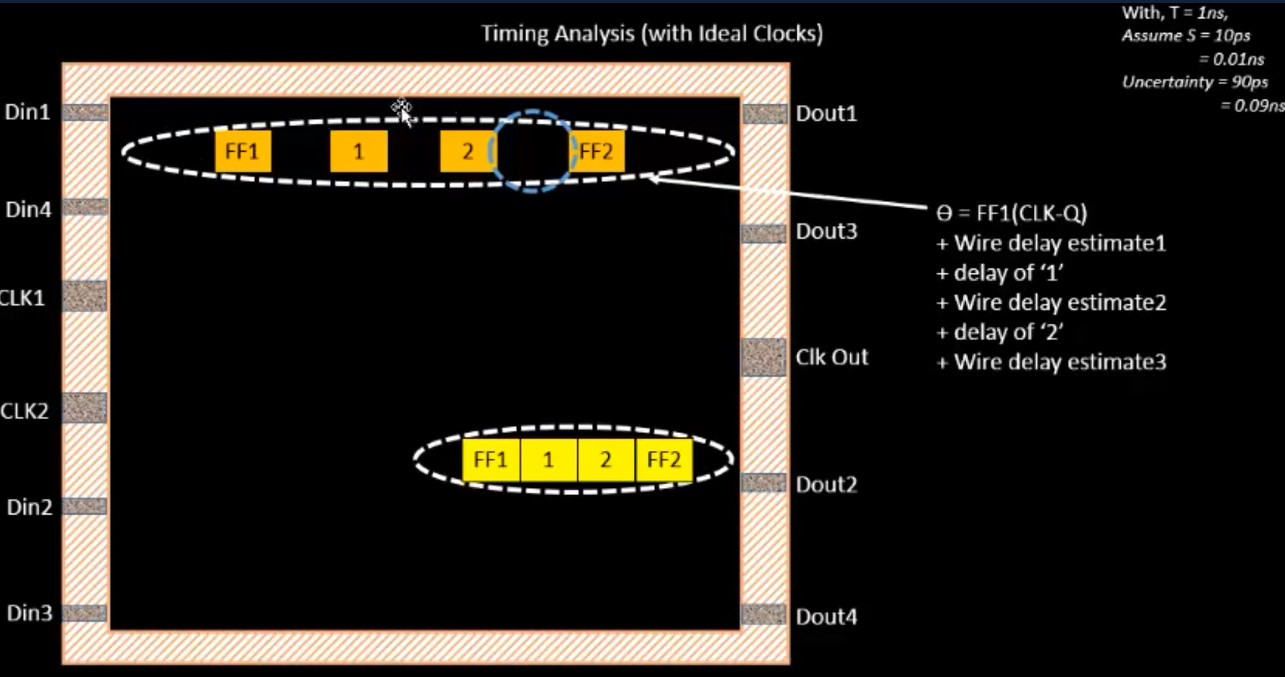 Timing Analysis (with Ideal Clocks)
With, T = 1ns,
Assume S = 10ps
= 0.01ns
Uncertainty = 90ps
= 0.09ns
Din1
Din4
CLK1
CLK2
Din2
Din3
FF1 1 2 FF2
FF1 1 2 FF2
Dout1
Dout3
Clk Out
Dout2
Dout4
Θ = FF1(CLK-Q)
+ Wire delay estimate1
+ delay of ‘1’
+ Wire delay estimate2
+ delay of ‘2’
+ Wire delay estimate3